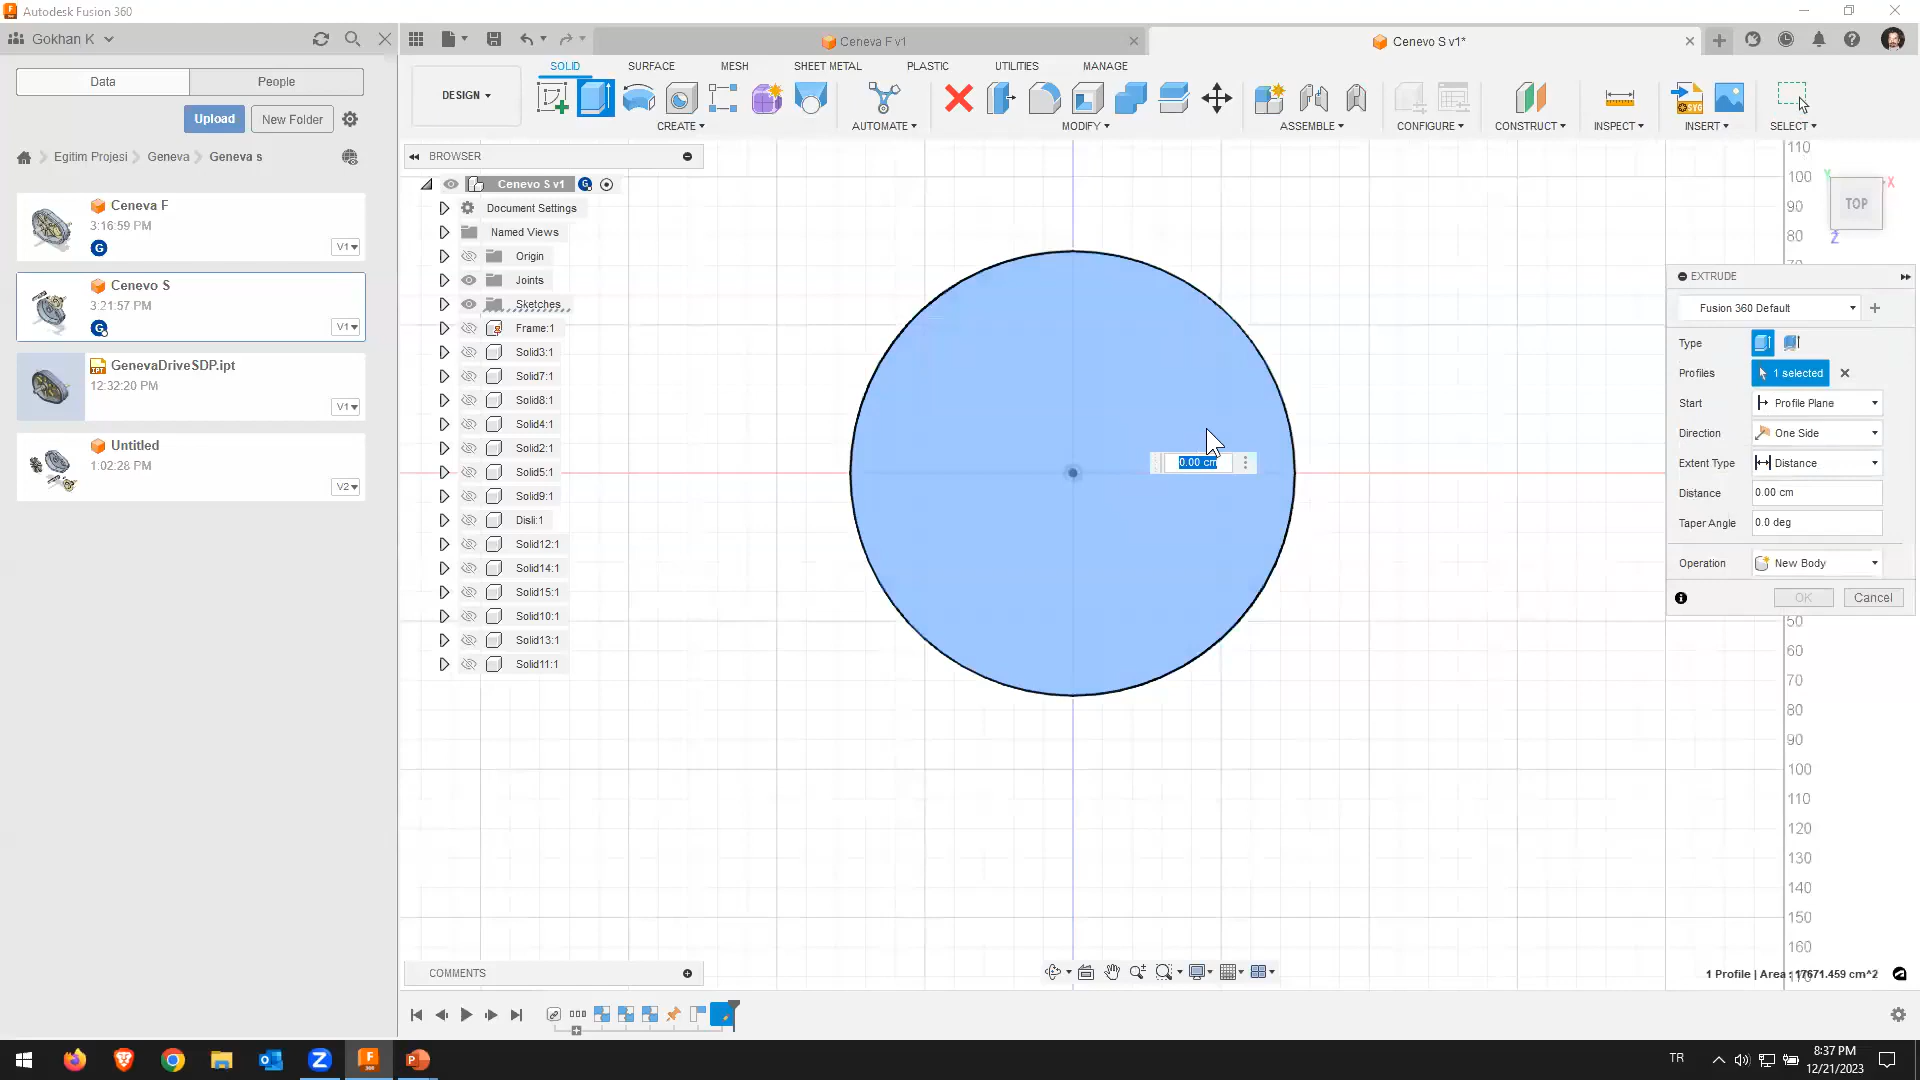 Autodesk Fusion 360
Gokhan K
Ceneva F v1
Cenevo S v1*
Data
People
Upload
New Folder
Egitim Projesi
Geneva
Geneva s
Ceneva F
3:16:59 PM
G
V1
Cenevo S
3:21:57 PM
G
V1
GenevaDriveSDP.ipt
12:32:20 PM
V1
Untitled
1:02:28 PM
V2
DESIGN
SOLID
SURFACE
MESH
SHEET METAL
PLASTIC
UTILITIES
MANAGE
CREATE
AUTOMATE
MODIFY
ASSEMBLE
CONFIGURE
CONSTRUCT
INSPECT
INSERT
SELECT
BROWSER
Cenevo S v1
G
Document Settings
Named Views
Origin
Joints
Sketches
Frame:1
Solid3:1
Solid7:1
Solid8:1
Solid4:1
Solid2:1
Solid5:1
Solid9:1
Disli:1
Solid12:1
Solid14:1
Solid15:1
Solid10:1
Solid13:1
Solid11:1
0.00 cm
110
100
90
80
TOP
X
Y
Z
EXTRUDE
Fusion 360 Default
Type
Profiles
1 selected
Start
Profile Plane
Direction
One Side
Extent Type
Distance
Distance
0.00 cm
Taper Angle
0.0 deg
Operation
New Body
OK
Cancel
50
60
70
80
90
100
110
120
130
140
150
160
1 Profile | Area : 17671.459 cm^2
COMMENTS
TR
8:37 PM
12/21/2023